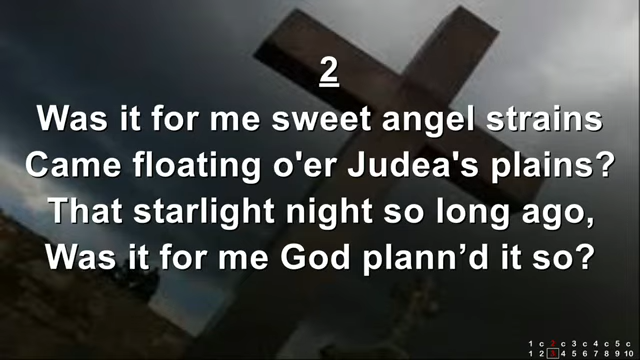 2
Was it for me sweet angel strains
Came floating o'er Judea's plains?
That starlight night so long ago,
Was it for me God plann’d it so?
1 c 2 c 3 c 4 c 5 c
1 2 3 4 5 6 7 8 9 10